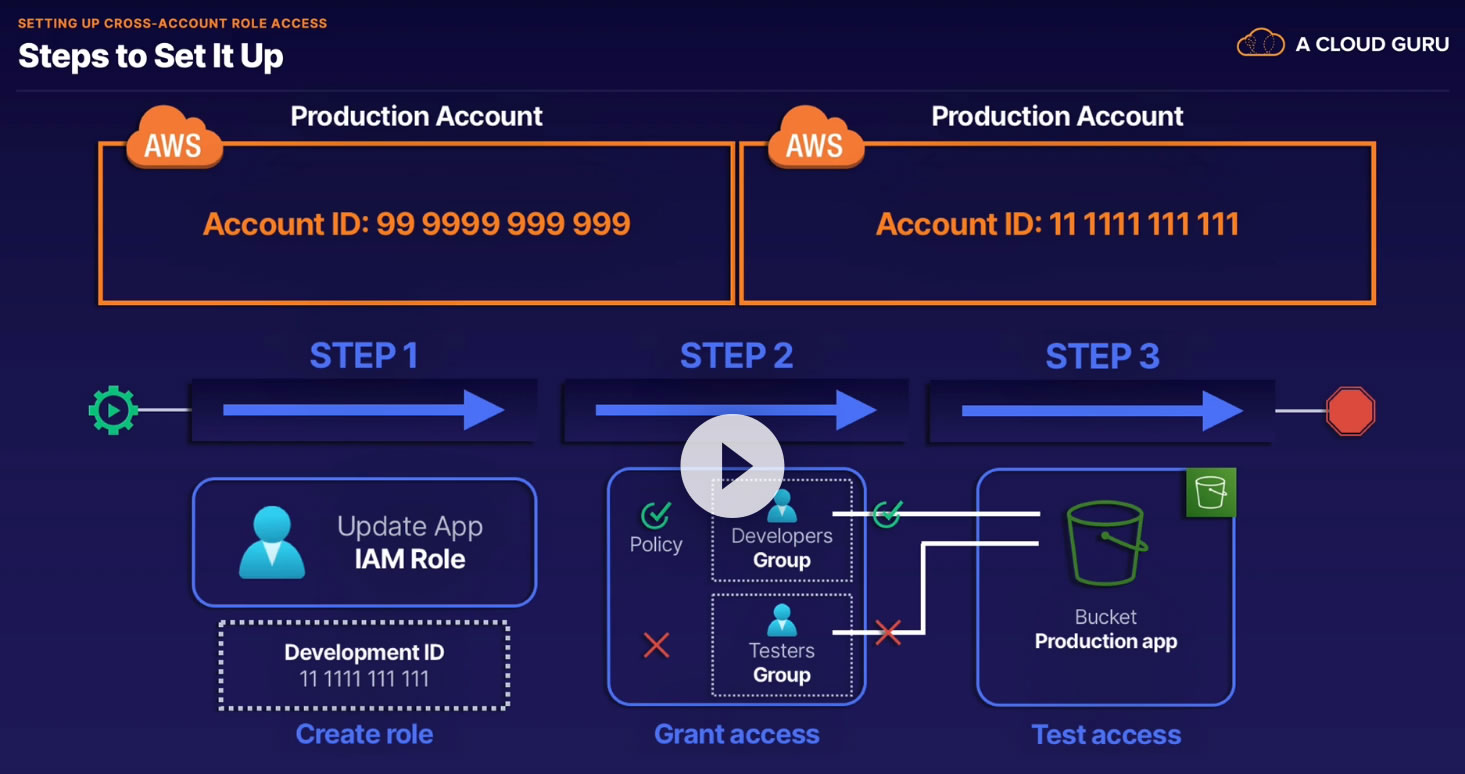 SETTING UP CROSS-ACCOUNT ROLE ACCESS
Steps to Set It Up
A CLOUD GURU
Production Account
AWS
Account ID: 99 9999 999 999
Production Account
AWS
Account ID: 11 1111 111 111
STEP 1
STEP 2
STEP 3
Update App
IAM Role
Development ID
11 1111 111 111
Create role
Policy
Developers
Group
Testers
Group
Grant access
Bucket
Production app
Test access